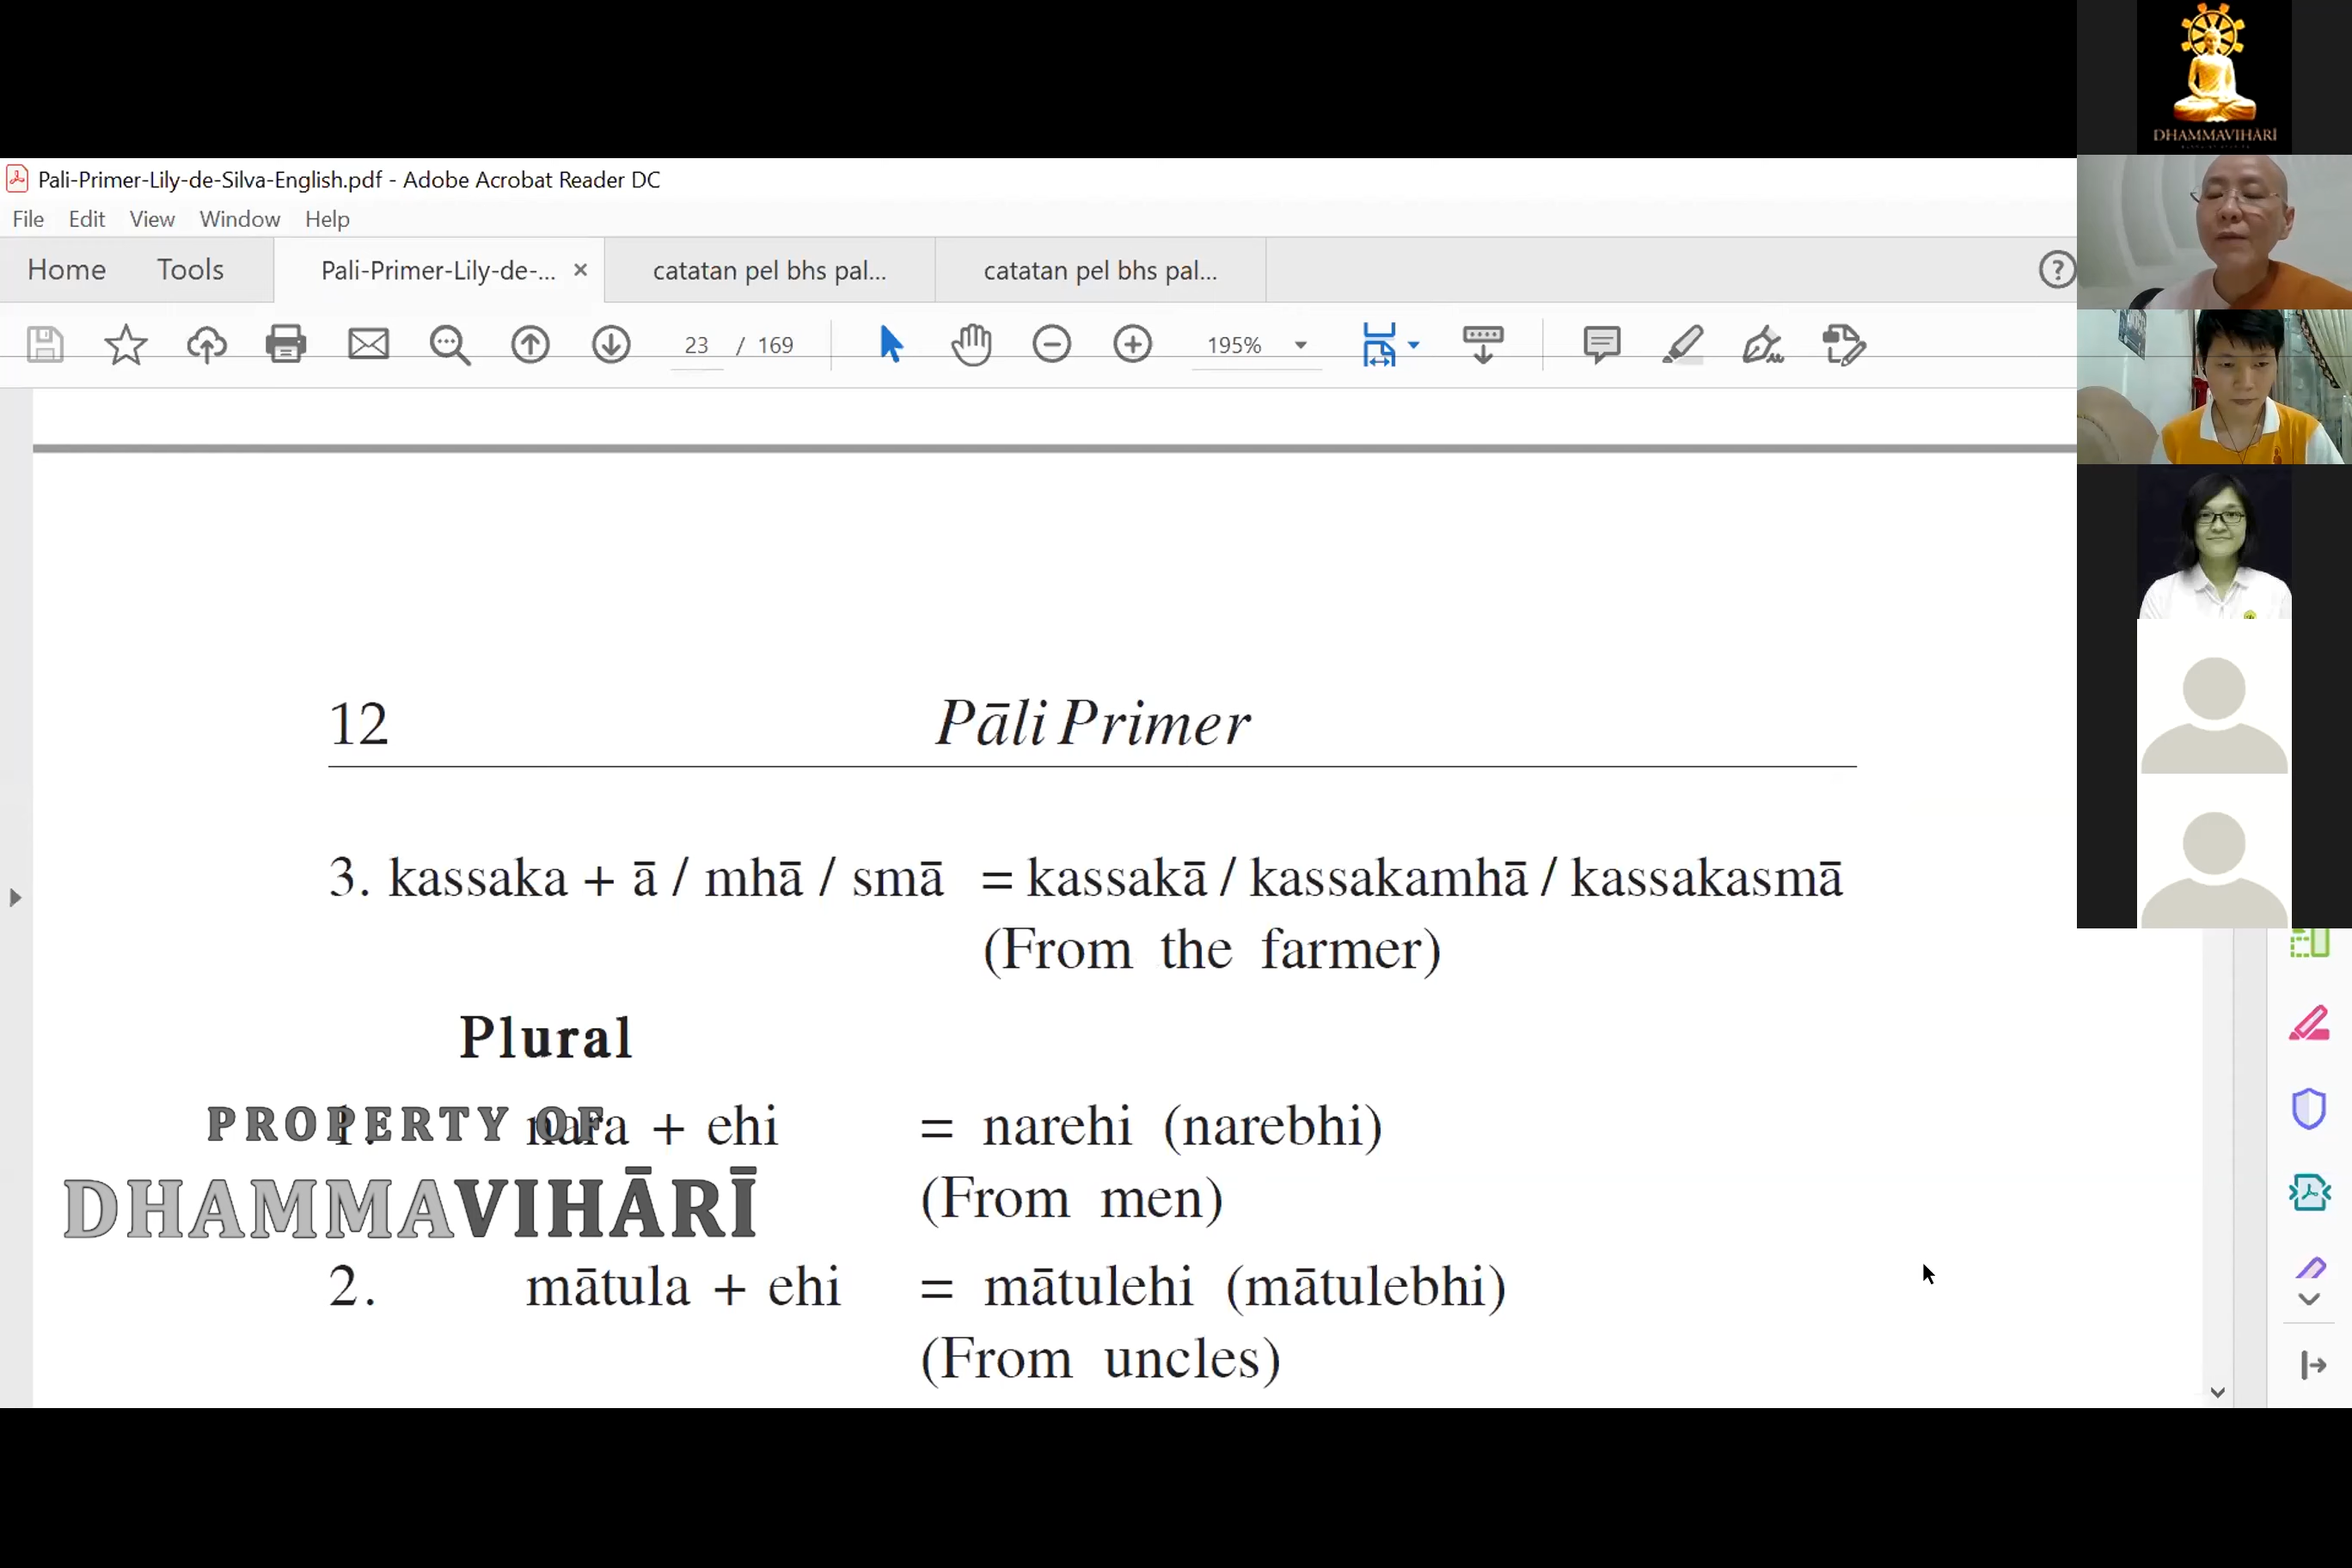 DHAMMAVIHĀRĪ
Pali-Primer-Lily-de-Silva-English.pdf - Adobe Acrobat Reader DC
File Edit View Window Help
Home Tools Pali-Primer-Lily-de-... × catatan pel bhs pal... catatan pel bhs pal... ?
23 / 169 195%
12 Pāli Primer
3. kassaka + ā / mhā / smā = kassakā / kassakamhā / kassakasmā
(From the farmer)
Plural
1. nara + ehi = narehi (narebhi)
(From men)
PROPERTY OF
DHAMMAVIHĀRĪ
2. mātula + ehi = mātulehi (mātulebhi)
(From uncles)